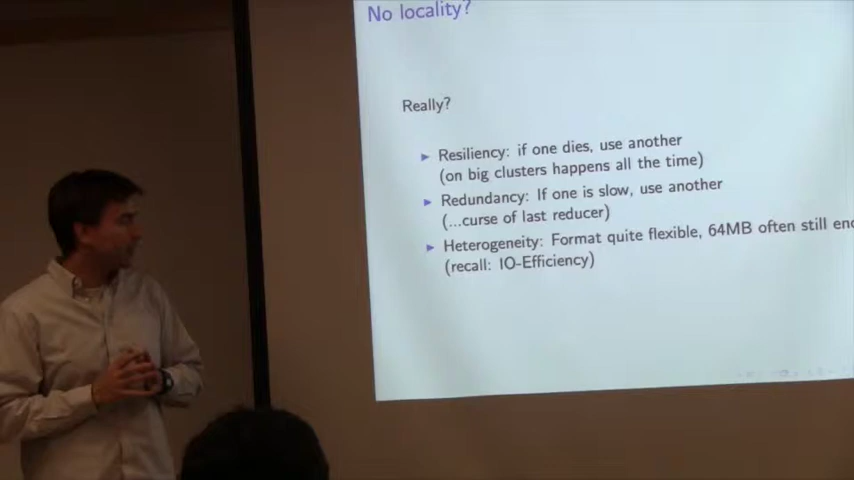 No locality?
Really?
► Resiliency: if one dies, use another
(on big clusters happens all the time)
► Redundancy: If one is slow, use another
(...curse of last reducer)
► Heterogeneity: Format quite flexible, 64MB often still
(recall: IO-Efficiency)